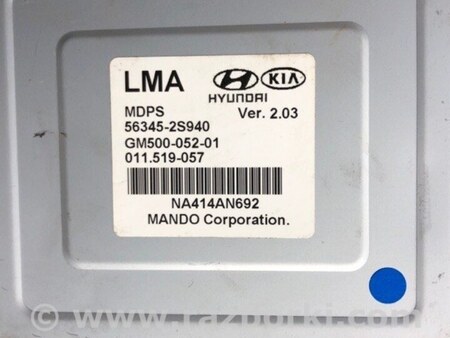 LMA HYUNDAI KIA
MDPS Ver. 2.03
56345-2S940
GM500-052-01
011.519-057
NA414AN692
MANDO Corporation.
© www.razborki.com